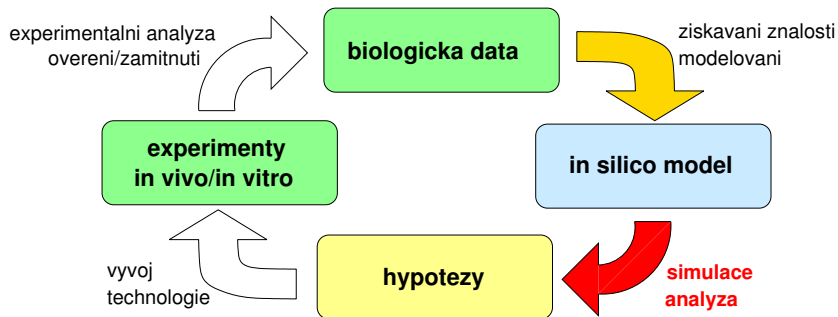 experimentalni analyza
overeni/zamitnuti
biologicka data
ziskavani znalosti
modelovani
experimenty
in vivo/in vitro
in silico model
vyvoj
technologie
hypotezy
simulace
analyza